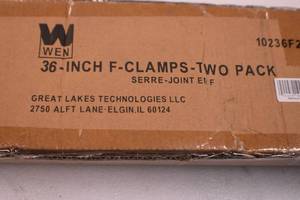 WEN
10236F2
36-INCH F-CLAMPS-TWO PACK
SERRE-JOINT EN F
GREAT LAKES TECHNOLOGIES LLC
2750 ALFT LANE·ELGIN.IL 60124